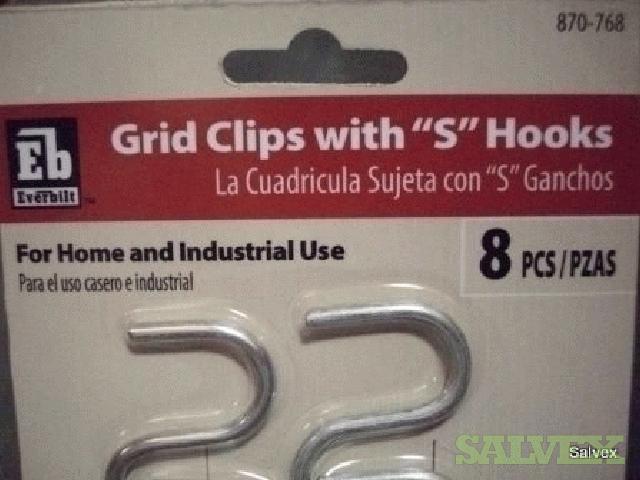 870-768
Grid Clips with “S” Hooks
Eb
Everbilt™
La Cuadricula Sujeta con “S” Ganchos
For Home and Industrial Use
8 PCS/PZAS
Para el uso casero e industrial
SALVEX
Salvex